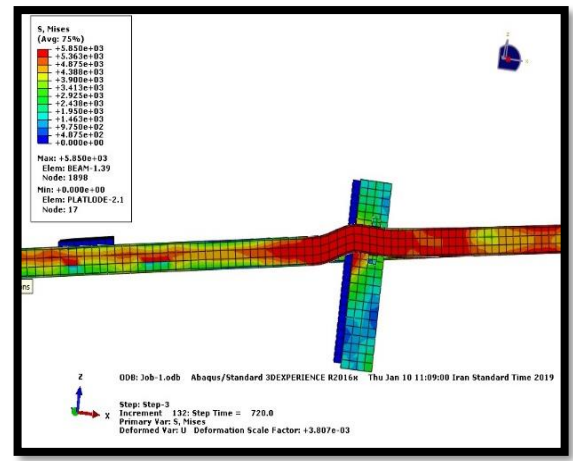 S, Mises
(Avg: 75%)
+5.850e+03
+5.363e+03
+4.875e+03
+4.388e+03
+3.900e+03
+3.413e+03
+2.925e+03
+2.438e+03
+1.950e+03
+1.463e+03
+9.750e+02
+4.875e+02
+0.000e+00
Max: +5.850e+03
Elem: BEAM-1.39
Node: 1898
Min: +0.000e+00
Elem: PLATLODE-2.1
Node: 17
ns
Z
X
ODB: Job-1.odb Abaqus/Standard 3DEXPERIENCE R2016x Thu Jan 10 11:09:00 Iran Standard Time 2019
Step: Step-3
Increment 132: Step Time = 720.0
Primary Var: S, Mises
Deformed Var: U Deformation Scale Factor: +3.807e-03